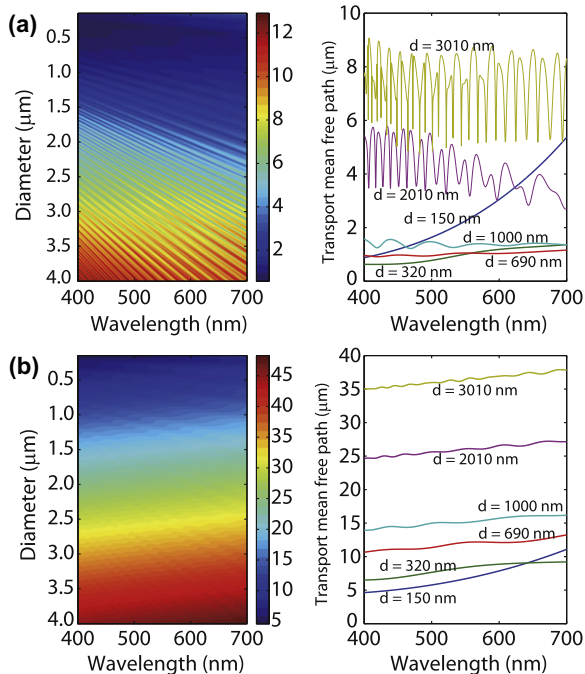 (a)
Diameter (μm)
0.5
1.0
1.5
2.0
2.5
3.0
3.5
4.0
400
500
600
700
Wavelength (nm)
12
10
8
6
4
2
Transport mean free path (μm)
10
8
6
4
2
0
d = 3010 nm
d = 2010 nm
d = 150 nm
d = 1000 nm
d = 690 nm
d = 320 nm
400
500
600
700
Wavelength (nm)
(b)
Diameter (μm)
0.5
1.0
1.5
2.0
2.5
3.0
3.5
4.0
400
500
600
700
Wavelength (nm)
45
40
35
30
25
20
15
10
5
Transport mean free path (μm)
40
35
30
25
20
15
10
5
0
d = 3010 nm
d = 2010 nm
d = 1000 nm
d = 690 nm
d = 320 nm
d = 150 nm
400
500
600
700
Wavelength (nm)